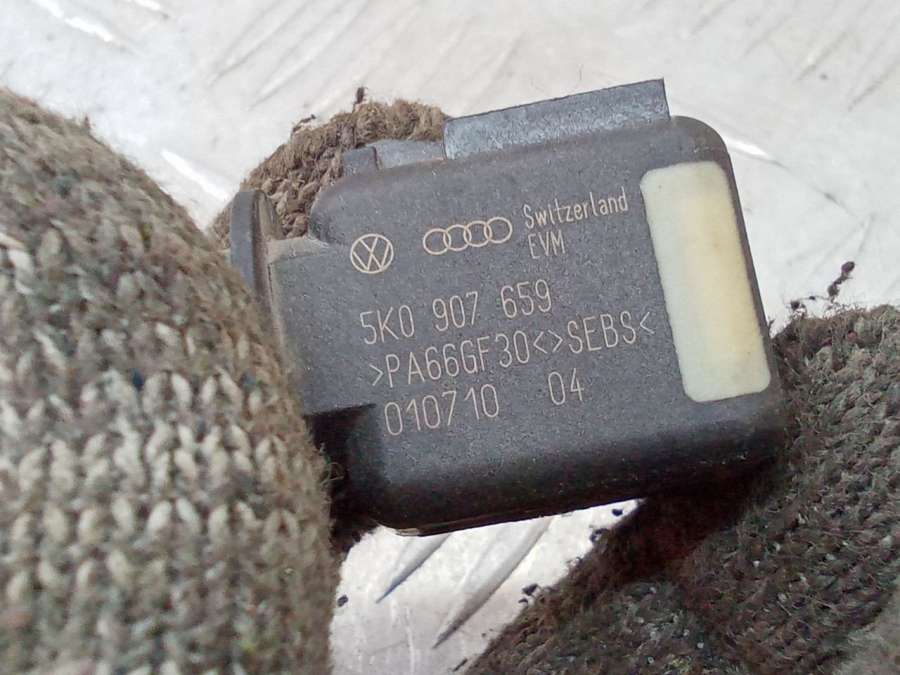 Switzerland
EVM
5K0 907 659
>PA66GF30<>SEBS<
010710 04